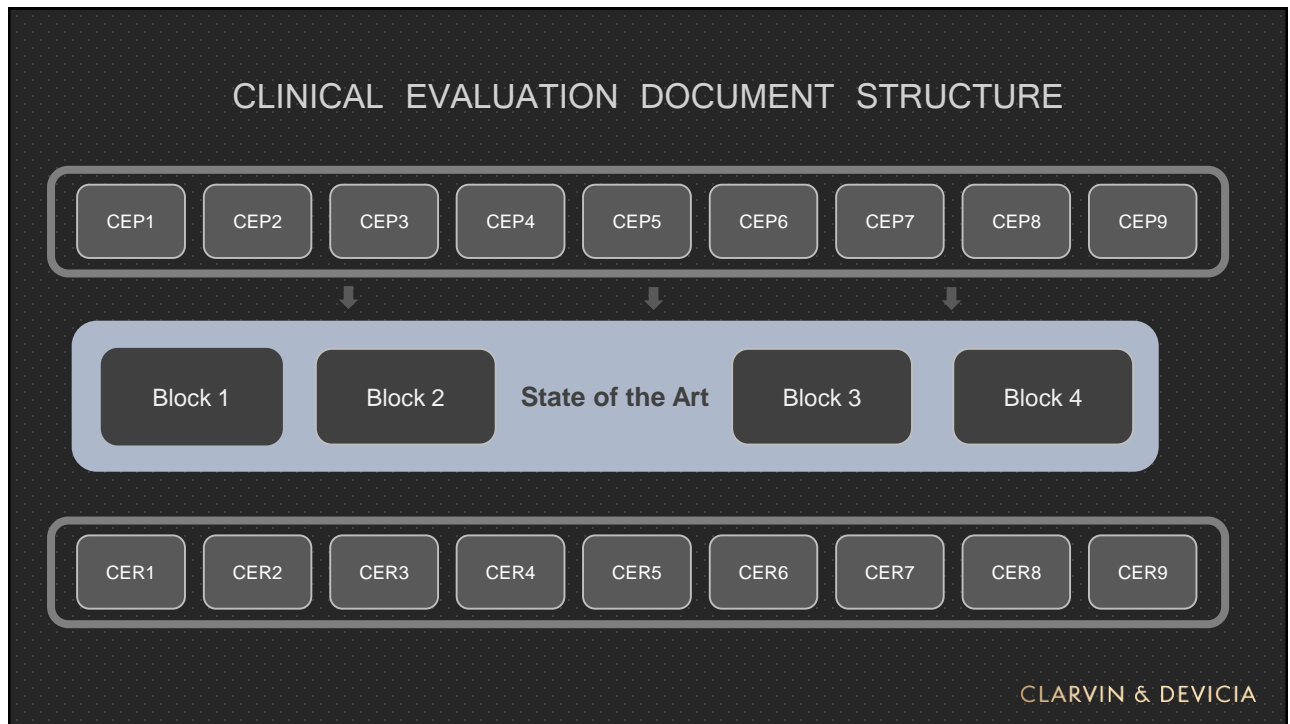 CLINICAL EVALUATION DOCUMENT STRUCTURE
CEP1 CEP2 CEP3 CEP4 CEP5 CEP6 CEP7 CEP8 CEP9
Block 1 Block 2 State of the Art Block 3 Block 4
CER1 CER2 CER3 CER4 CER5 CER6 CER7 CER8 CER9
CLARVIN & DEVICIA